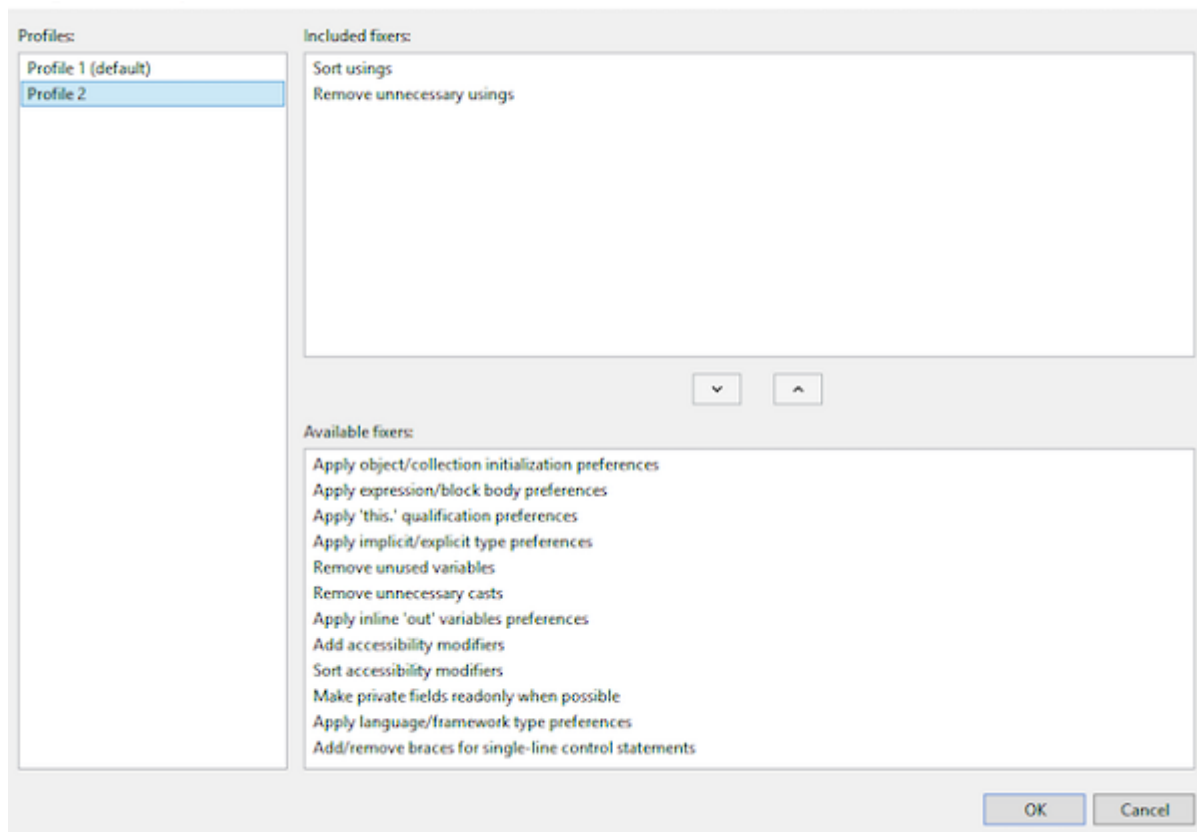 Profiles:
Profile 1 (default)
Profile 2
Included fixers:
Sort usings
Remove unnecessary usings
Available fixers:
Apply object/collection initialization preferences
Apply expression/block body preferences
Apply 'this.' qualification preferences
Apply implicit/explicit type preferences
Remove unused variables
Remove unnecessary casts
Apply inline 'out' variables preferences
Add accessibility modifiers
Sort accessibility modifiers
Make private fields readonly when possible
Apply language/framework type preferences
Add/remove braces for single-line control statements
OK
Cancel